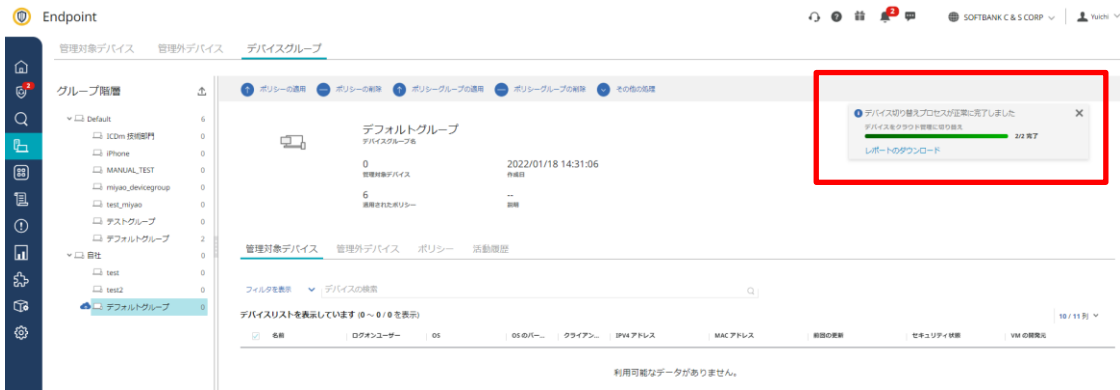 Endpoint
2
SOFTBANK C & S CORP
Yuichi
管理対象デバイス 管理外デバイス デバイスグループ
2
グループ階層
Default 6
ICDm 技術部門 0
iPhone 0
MANUAL_TEST 0
miyao_devicegroup 0
test_miyao 0
テストグループ 0
デフォルトグループ 2
自社 0
test 0
test2 0
デフォルトグループ 0
ポリシーの適用 ポリシーの削除 ポリシーグループの適用 ポリシーグループの削除 その他の処理
デフォルトグループ
デバイスグループ名
0 2022/01/18 14:31:06
管理対象デバイス 作成日
6 --
適用されたポリシー 説明
デバイス切り替えプロセスが正常に完了しました
デバイスをクラウド管理に切り替え
2/2 完了
レポートのダウンロード
管理対象デバイス 管理外デバイス ポリシー 活動履歴
フィルタを表示 デバイスの検索
デバイスリストを表示しています (0 ~ 0 / 0 を表示)
10 / 11 列
名前 ログオンユーザー OS OS のバー... クライアン... IPV4 アドレス MAC アドレス 前回の更新 セキュリティ状態 VM の開発元
利用可能なデータがありません。